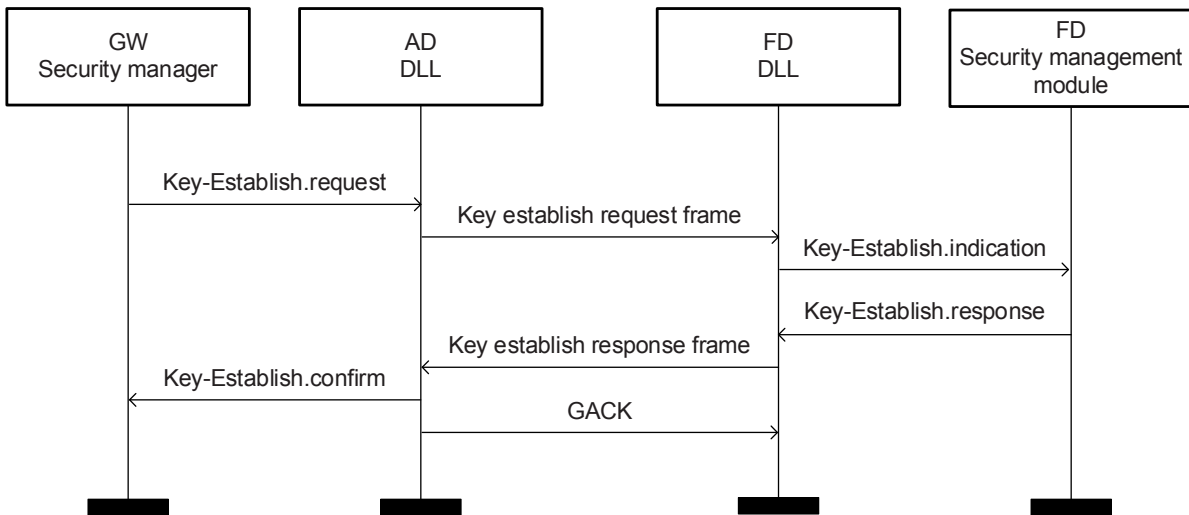 GW
Security manager
AD
DLL
FD
DLL
FD
Security management
module
Key-Establish.request
Key establish request frame
Key-Establish.indication
Key-Establish.response
Key establish response frame
Key-Establish.confirm
GACK